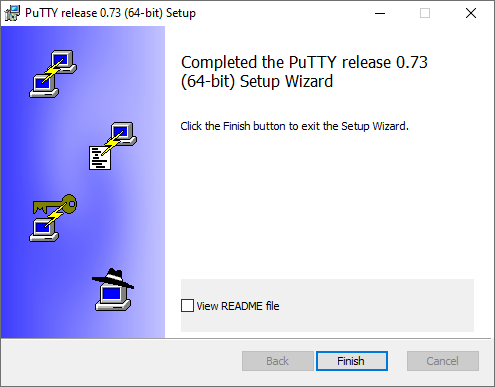 PuTTY release 0.73 (64-bit) Setup
Completed the PuTTY release 0.73
(64-bit) Setup Wizard
Click the Finish button to exit the Setup Wizard.
View README file
Back
Finish
Cancel